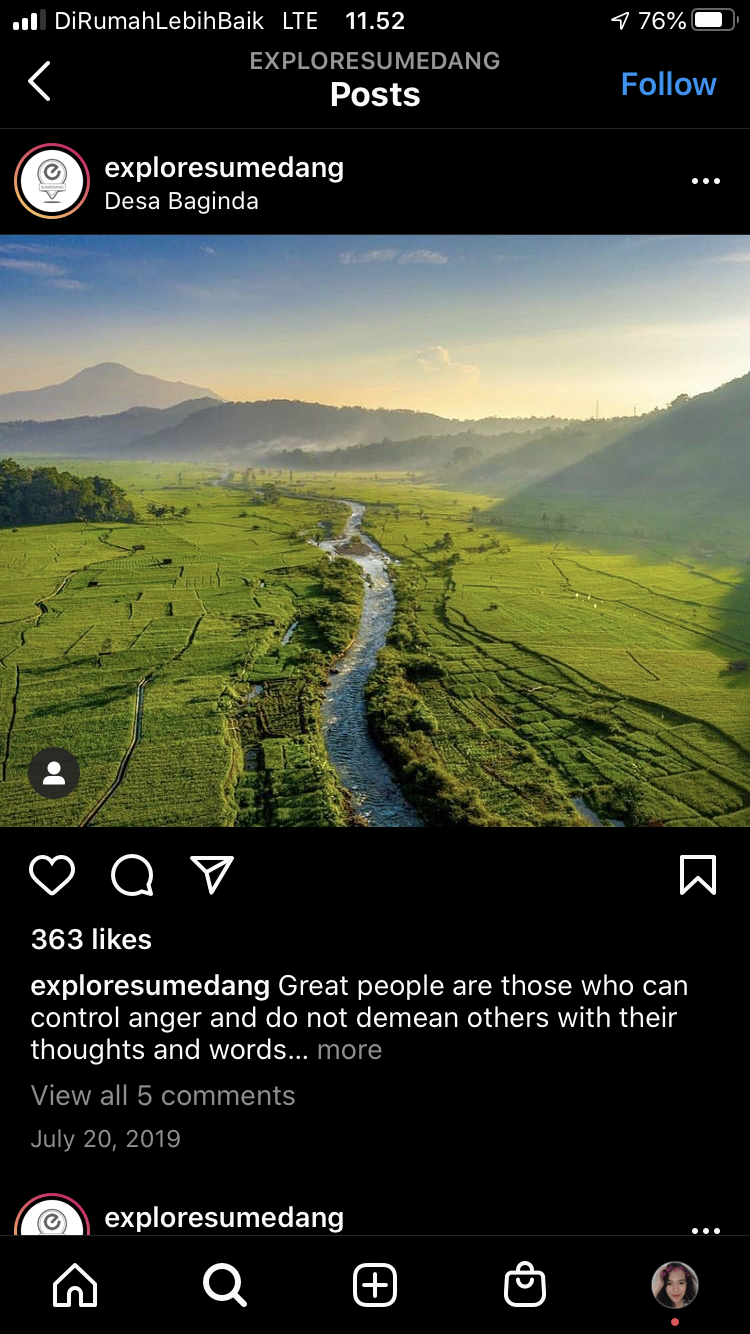 DiRumahLebihBaik LTE 11.52 76%
EXPLORESUMEDANG
Posts
Follow
exploresumedang
Desa Baginda
363 likes
exploresumedang Great people are those who can
control anger and do not demean others with their
thoughts and words... more
View all 5 comments
July 20, 2019
exploresumedang